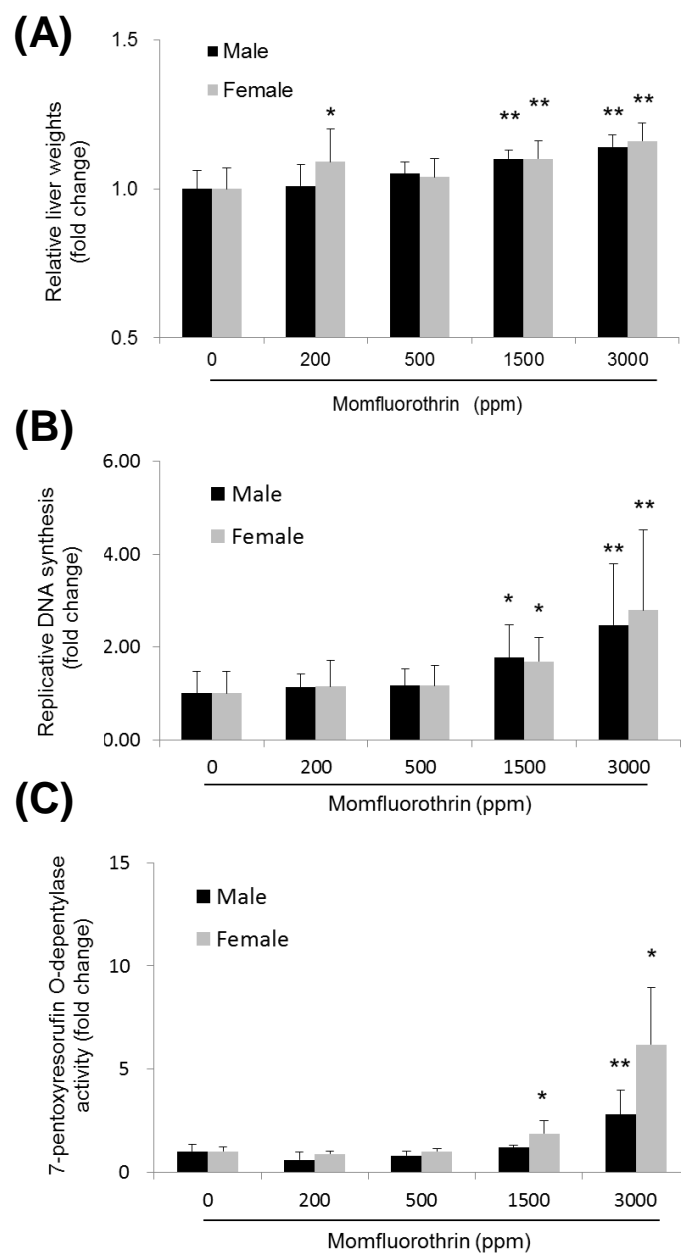 (A)
Relative liver weights
(fold change)
1.5
1.0
0.5
Male
Female
*
** **
** **
0 200 500 1500 3000
Momfluorothrin (ppm)
(B)
Replicative DNA synthesis
(fold change)
6.00
4.00
2.00
0.00
Male
Female
* *
** **
0 200 500 1500 3000
Momfluorothrin (ppm)
(C)
7-pentoxyresorufin O-depentylase
activity (fold change)
15
10
5
0
Male
Female
*
** *
0 200 500 1500 3000
Momfluorothrin (ppm)